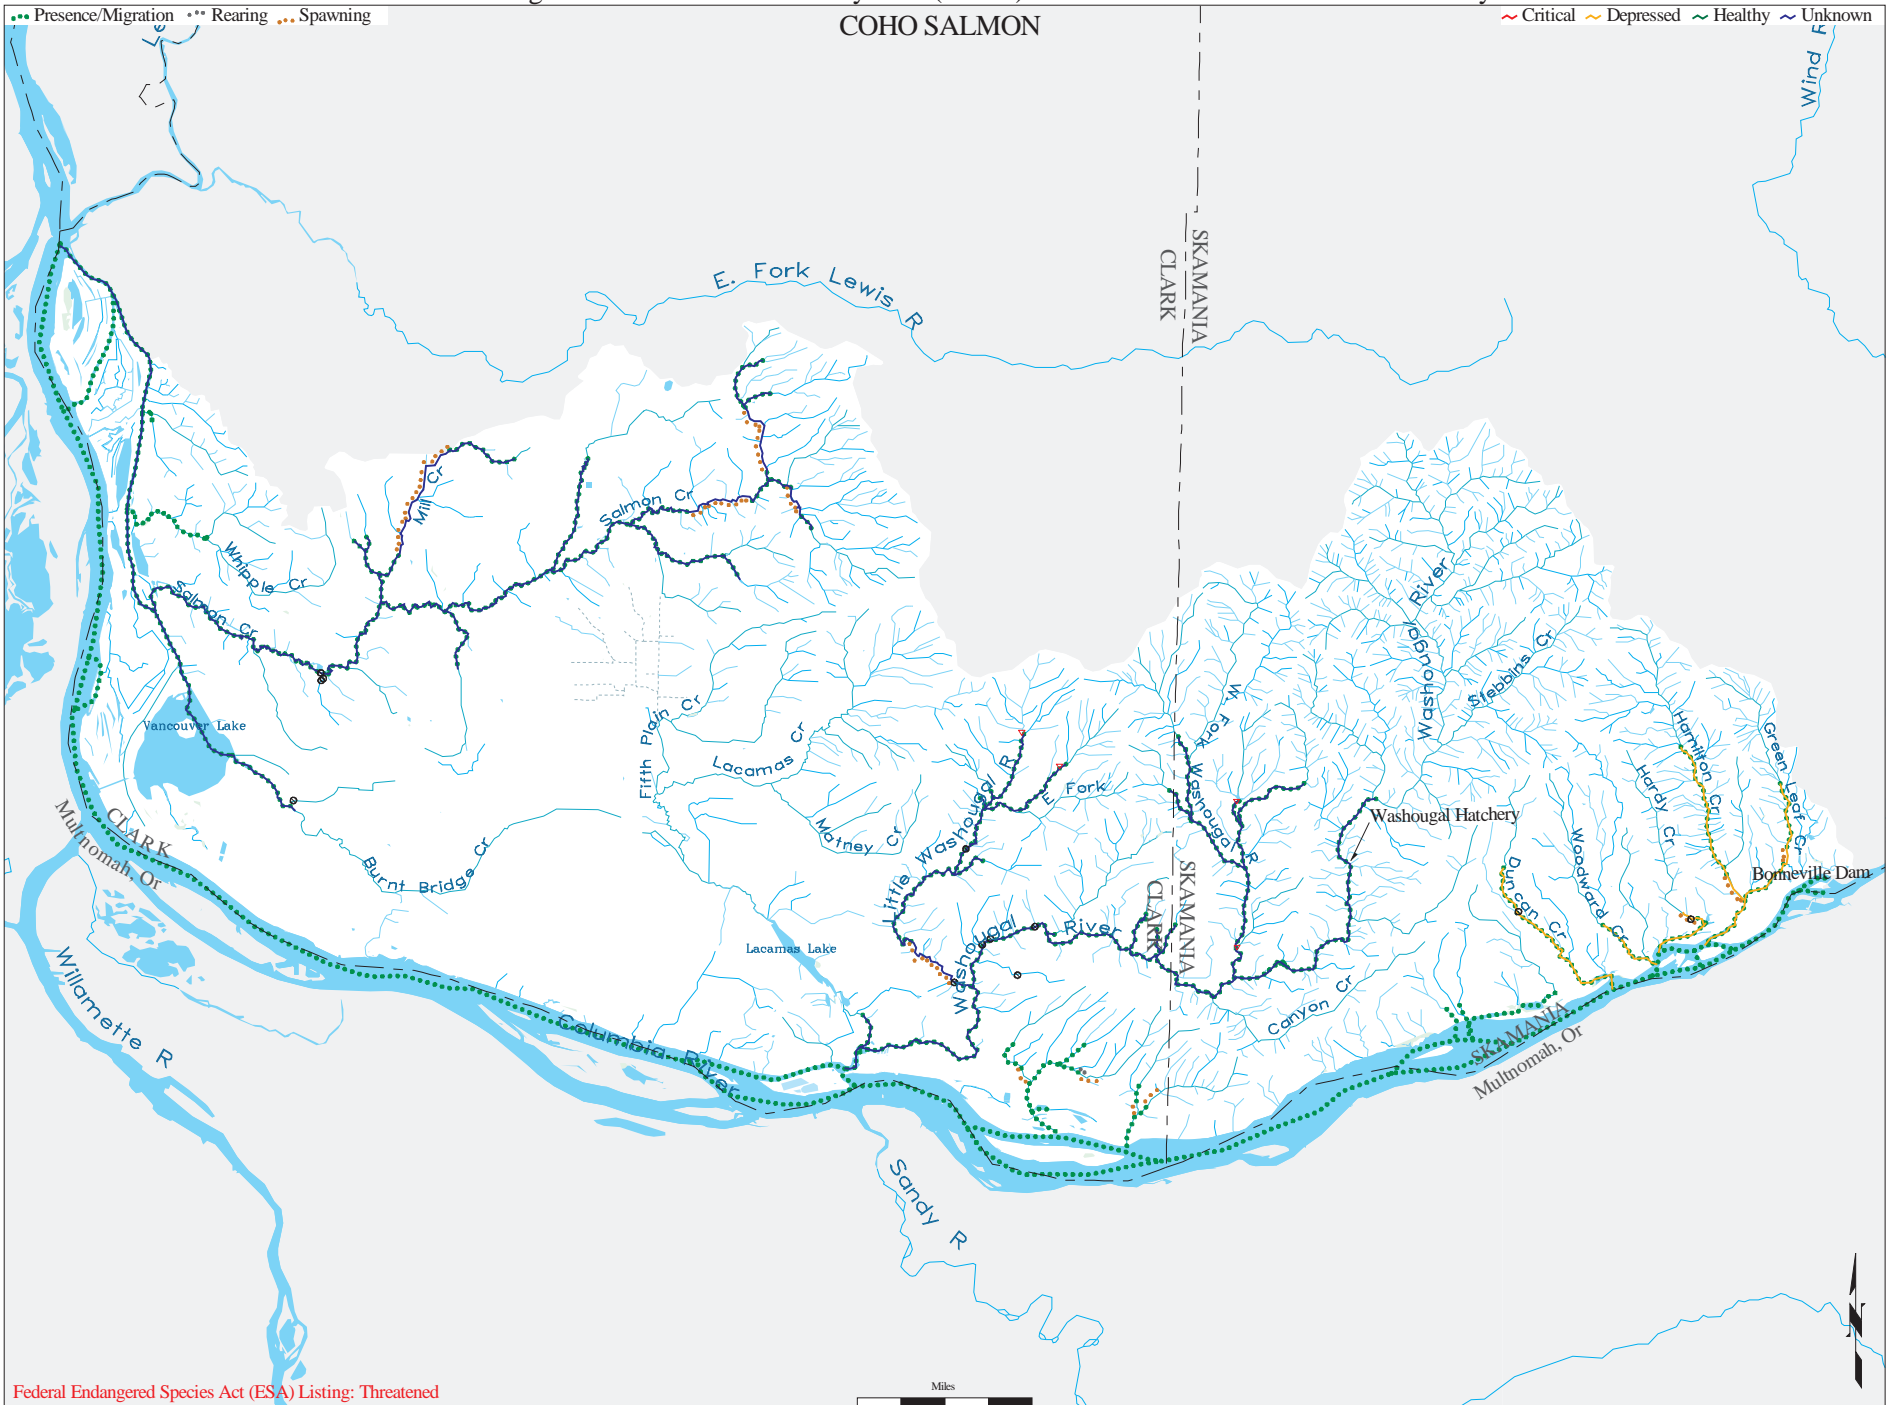 COHO SALMON
Presence/Migration
Rearing
Spawning
Critical
Depressed
Healthy
Unknown
Wind R
SKAMANIA
CLARK
E. Fork Lewis R
Mill Cr
Salmon Cr
Whipple Cr
Salmon Cr
Washougal River
Stebbins Cr
W Fork
Washougal R
Fifth Plain Cr
Lacamas Cr
Vancouver Lake
Hamilton Cr
Green Leaf Cr
Hardy Cr
E Fork
Little Washougal R
Matney Cr
Burnt Bridge Cr
Washougal Hatchery
Woodward Cr
Duncan Cr
Bonneville Dam
CLARK
Multnomah, Or
SKAMANIA
CLARK
Washougal River
Lacamas Lake
Willamette R
Canyon Cr
Columbia River
SKAMANIA
Multnomah, Or
Sandy R
N
Federal Endangered Species Act (ESA) Listing: Threatened
Miles